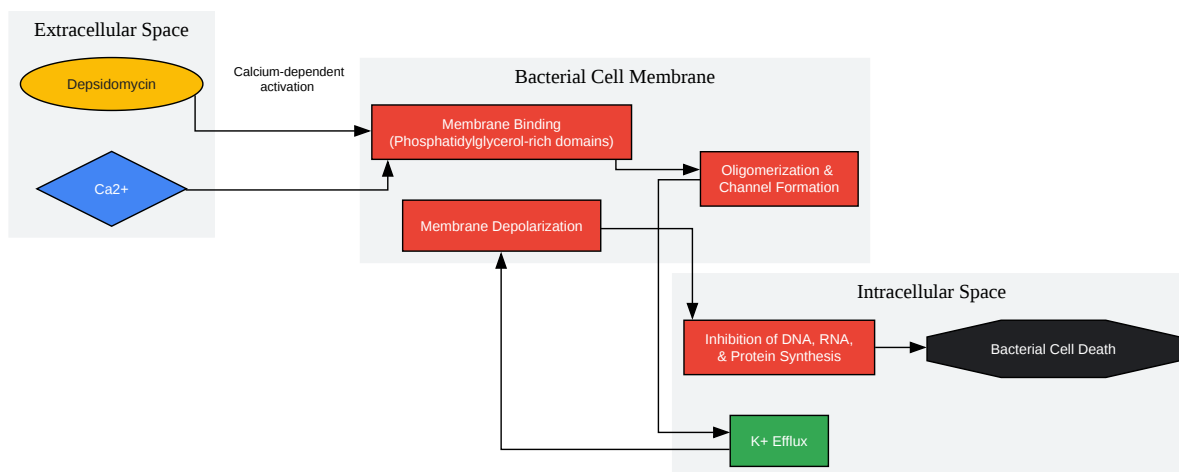 Extracellular Space
Depsidomycin
Ca2+
Calcium-dependent
activation
Bacterial Cell Membrane
Membrane Binding
(Phosphatidylglycerol-rich domains)
Oligomerization &
Channel Formation
Membrane Depolarization
Intracellular Space
Inhibition of DNA, RNA,
& Protein Synthesis
Bacterial Cell Death
K+ Efflux